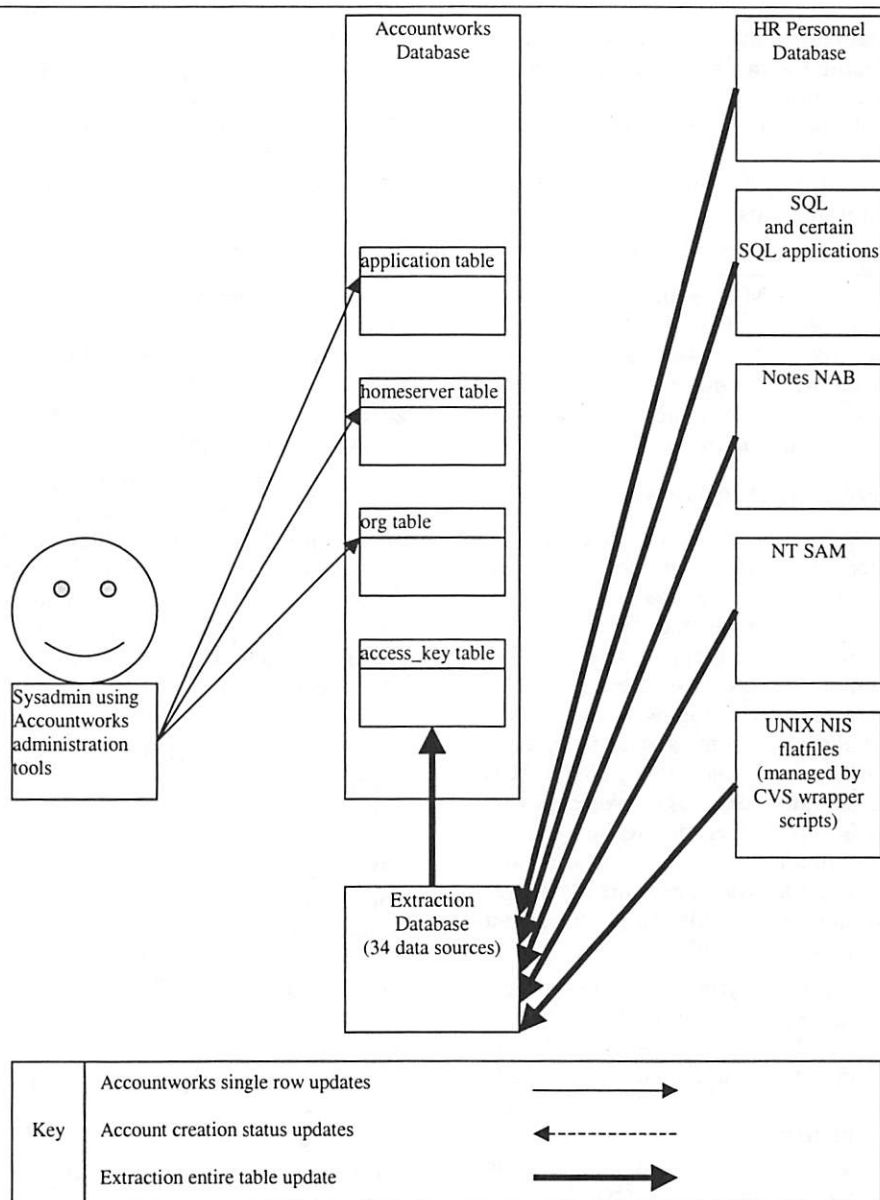 Accountworks
Database
HR Personnel
Database
application table
SQL
and certain
SQL applications
homeserver table
Notes NAB
org table
NT SAM
access_key table
Sysadmin using
Accountworks
administration
tools
UNIX NIS
flatfiles
(managed by
CVS wrapper
scripts)
Extraction
Database
(34 data sources)
Key
Accountworks single row updates
Account creation status updates
Extraction entire table update